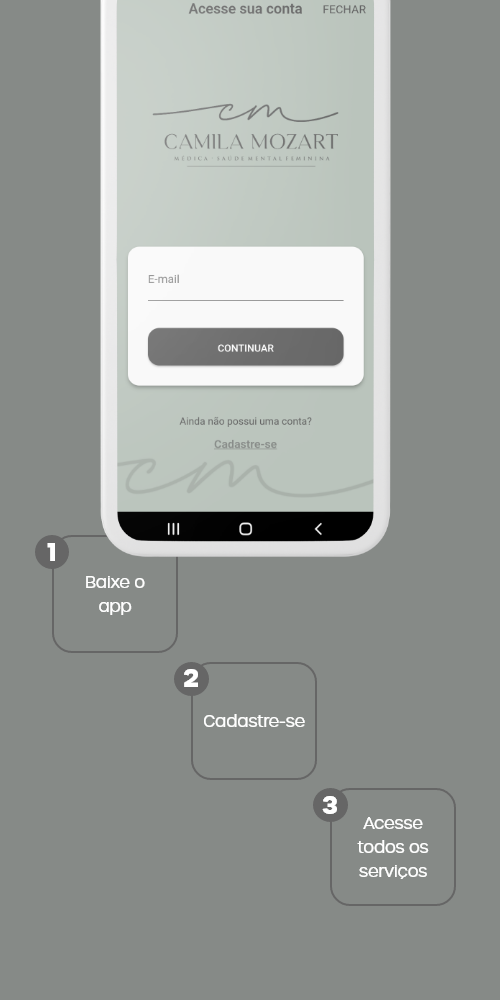 Acesse sua conta FECHAR
cm
CAMILA MOZART
MÉDICA · SAÚDE MENTAL FEMININA
E-mail
CONTINUAR
Ainda não possui uma conta?
Cadastre-se
cm
1
Baixe o
app
2
Cadastre-se
3
Acesse
todos os
serviços